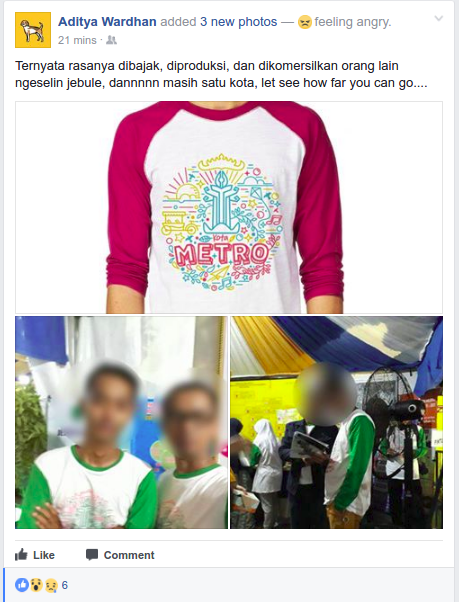 Aditya Wardhan added 3 new photos — feeling angry.
21 mins ·
Ternyata rasanya dibajak, diproduksi, dan dikomersilkan orang lain
ngeselin jebule, dannnnn masih satu kota, let see how far you can go....
KOTA
METRO
Like Comment
6